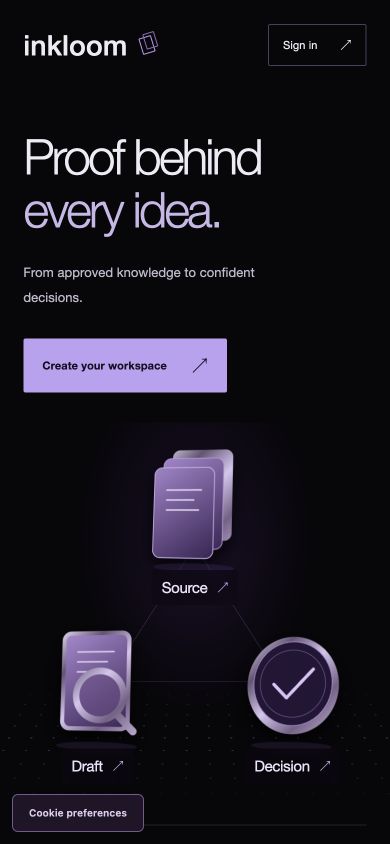 inkloom
Sign in
Proof behind
every idea.
From approved knowledge to confident
decisions.
Create your workspace
Source
Draft
Decision
Cookie preferences